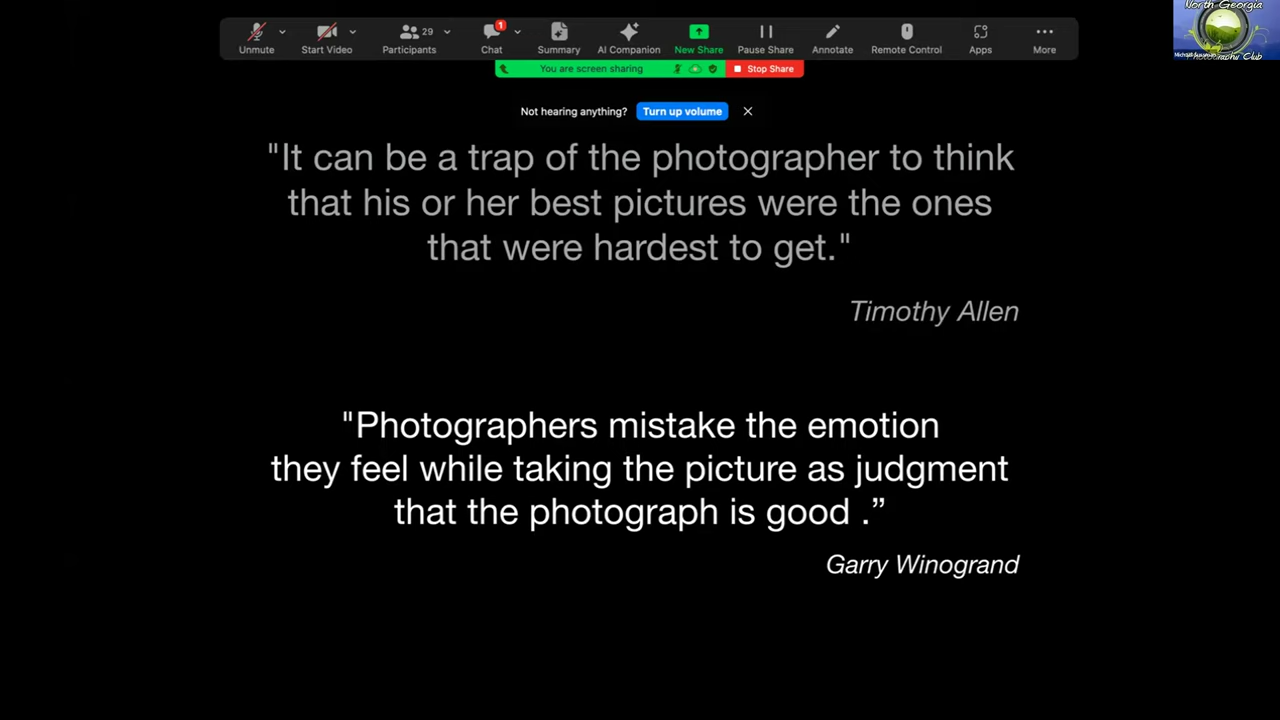 Unmute
Start Video
29
Participants
1
Chat
Summary
AI Companion
New Share
Pause Share
Annotate
Remote Control
Apps
More
North Georgia
Photography Club
You are screen sharing
Stop Share
Not hearing anything?
Turn up volume
"It can be a trap of the photographer to think
that his or her best pictures were the ones
that were hardest to get."
Timothy Allen
"Photographers mistake the emotion
they feel while taking the picture as judgment
that the photograph is good .”
Garry Winogrand